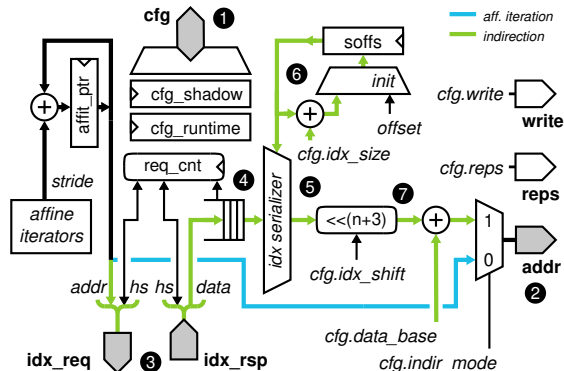 cfg
1
aff. iteration
indirection
soffs
6
init
cfg_shadow
affit_ptr
cfg_runtime
offset
cfg.write
write
cfg.idx_size
req_cnt
cfg.reps
reps
stride
4
5
7
affine
iterators
idx serializer
<<(n+3)
1
0
addr
2
cfg.idx_shift
addr
hs
hs
data
cfg.data_base
idx_req
3
idx_rsp
cfg.indir_mode